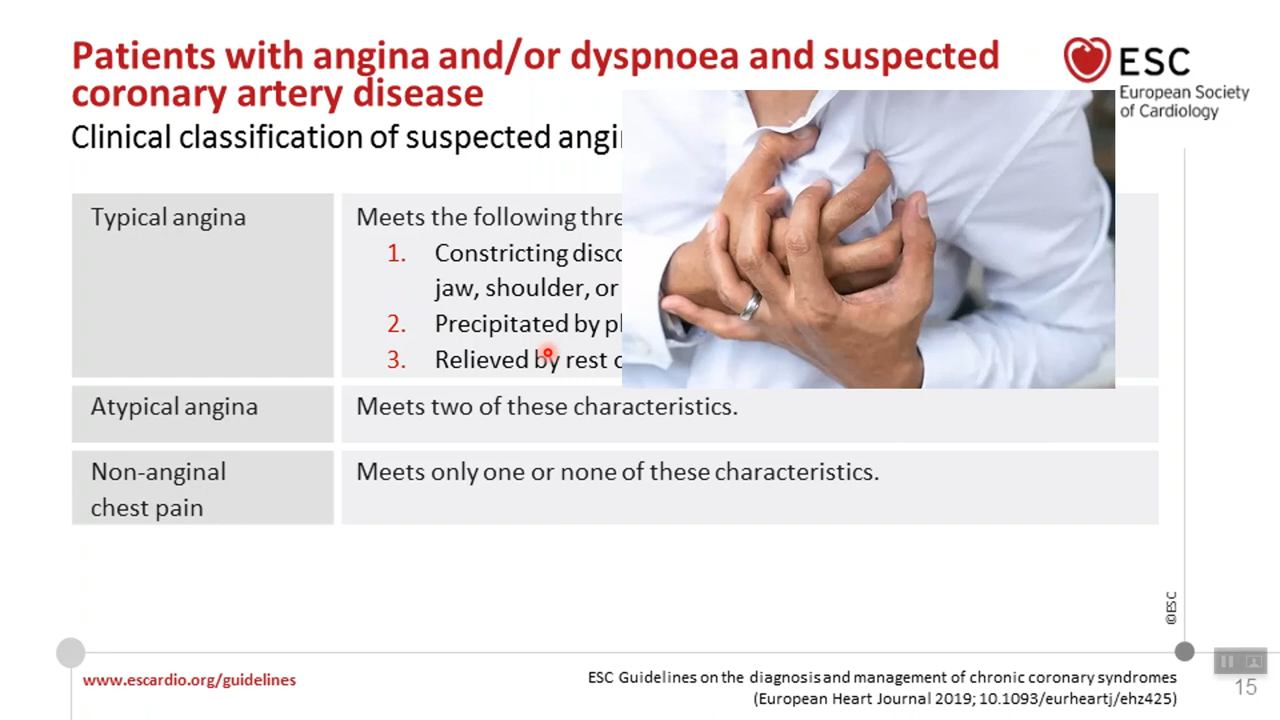 Patients with angina and/or dyspnoea and suspected
coronary artery disease
ESC
European Society
of Cardiology
Clinical classification of suspected
Typical angina
Meets the following
1. Constricting
jaw, shoulder, or
2. Precipitated by
3. Relieved by rest
Atypical angina
Meets two of these characteristics.
Non-anginal
chest pain
Meets only one or none of these characteristics.
©ESC
www.escardio.org/guidelines
ESC Guidelines on the diagnosis and management of chronic coronary syndromes
(European Heart Journal 2019; 10.1093/eurheartj/ehz425)
15